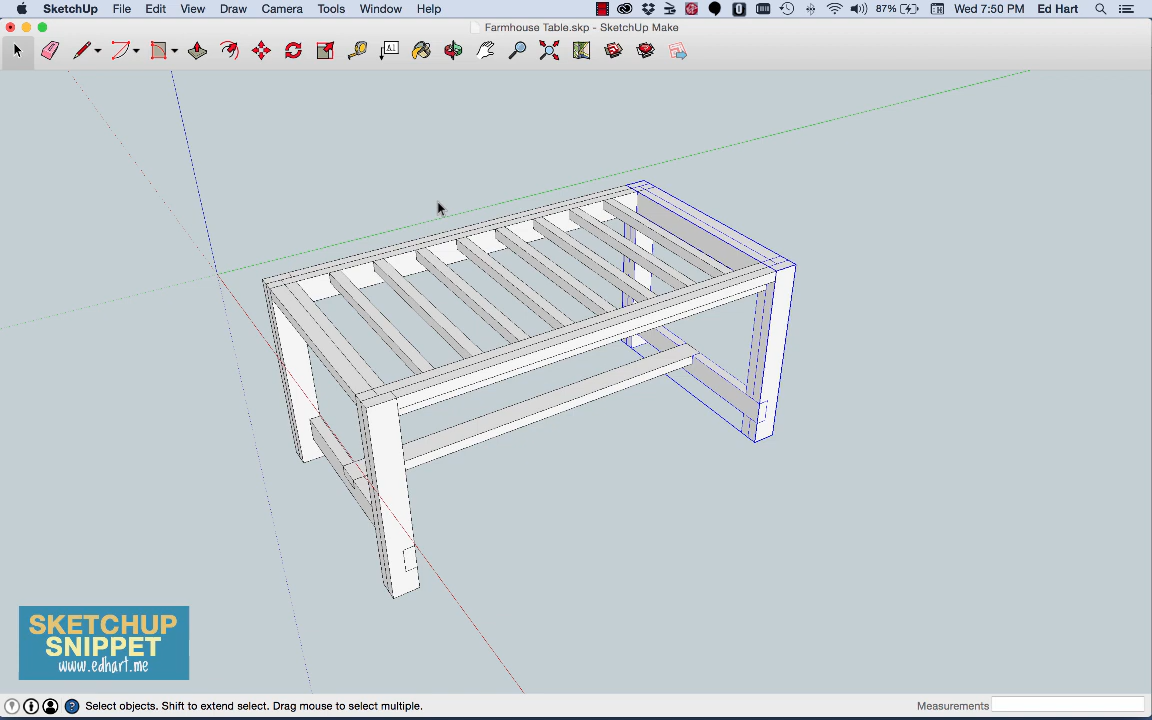 SketchUp File Edit View Draw Camera Tools Window Help 87% Wed 7:50 PM Ed Hart
Farmhouse Table.skp - SketchUp Make
SKETCHUP
SNIPPET
www.edhart.me
Select objects. Shift to extend select. Drag mouse to select multiple. Measurements